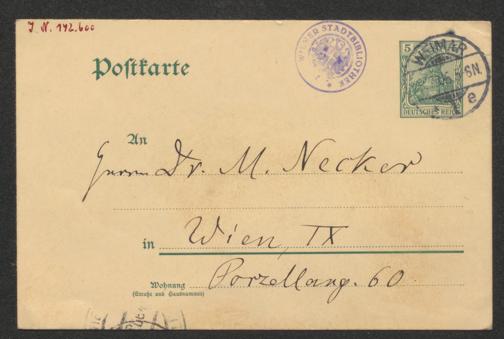 J. N. 142.600
WIENER STADTBIBLIOTHEK
Postkarte
5
WEIMAR
6N.
e
DEUTSCHES REICH
An
Herrn Dr. M. Necker
in Wien, IX
Wohnung Porzellang. 60
(Straße und Hausnummer)